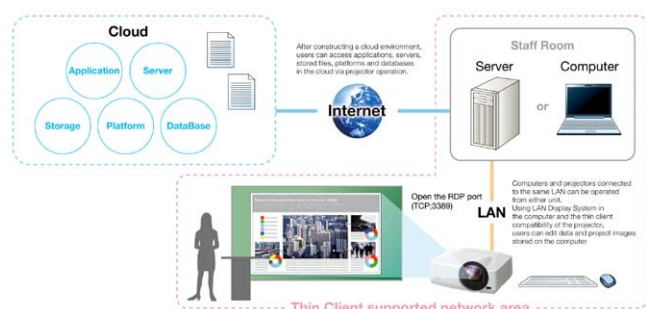 Cloud
Application
Server
Storage
Platform
DataBase
After constructing a cloud environment,
users can access applications, servers,
stored files, platforms and databases
in the cloud via projector operation.
Internet
Staff Room
Server
or
Computer
Open the RDP port
(TCP;3389)
LAN
Computers and projectors connected
to the same LAN can be operated
from either unit.
Using LAN Display System in
the computer and the thin client
compatibility of the projector,
users can edit data and project images
stored on the computer.
Thin Client supported network area